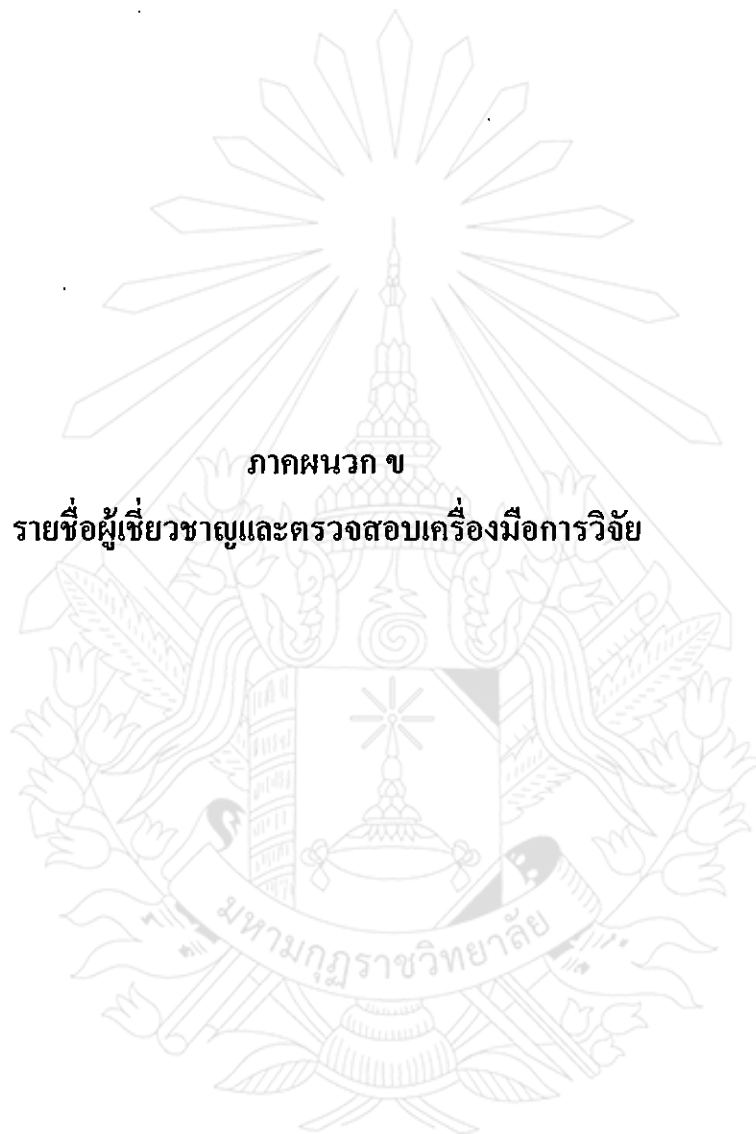 ภาคผนวก ข
รายชื่อผู้เชี่ยวชาญและตรวจสอบเครื่องมือการวิจัย
มหามกุฏราชวิทยาลัย